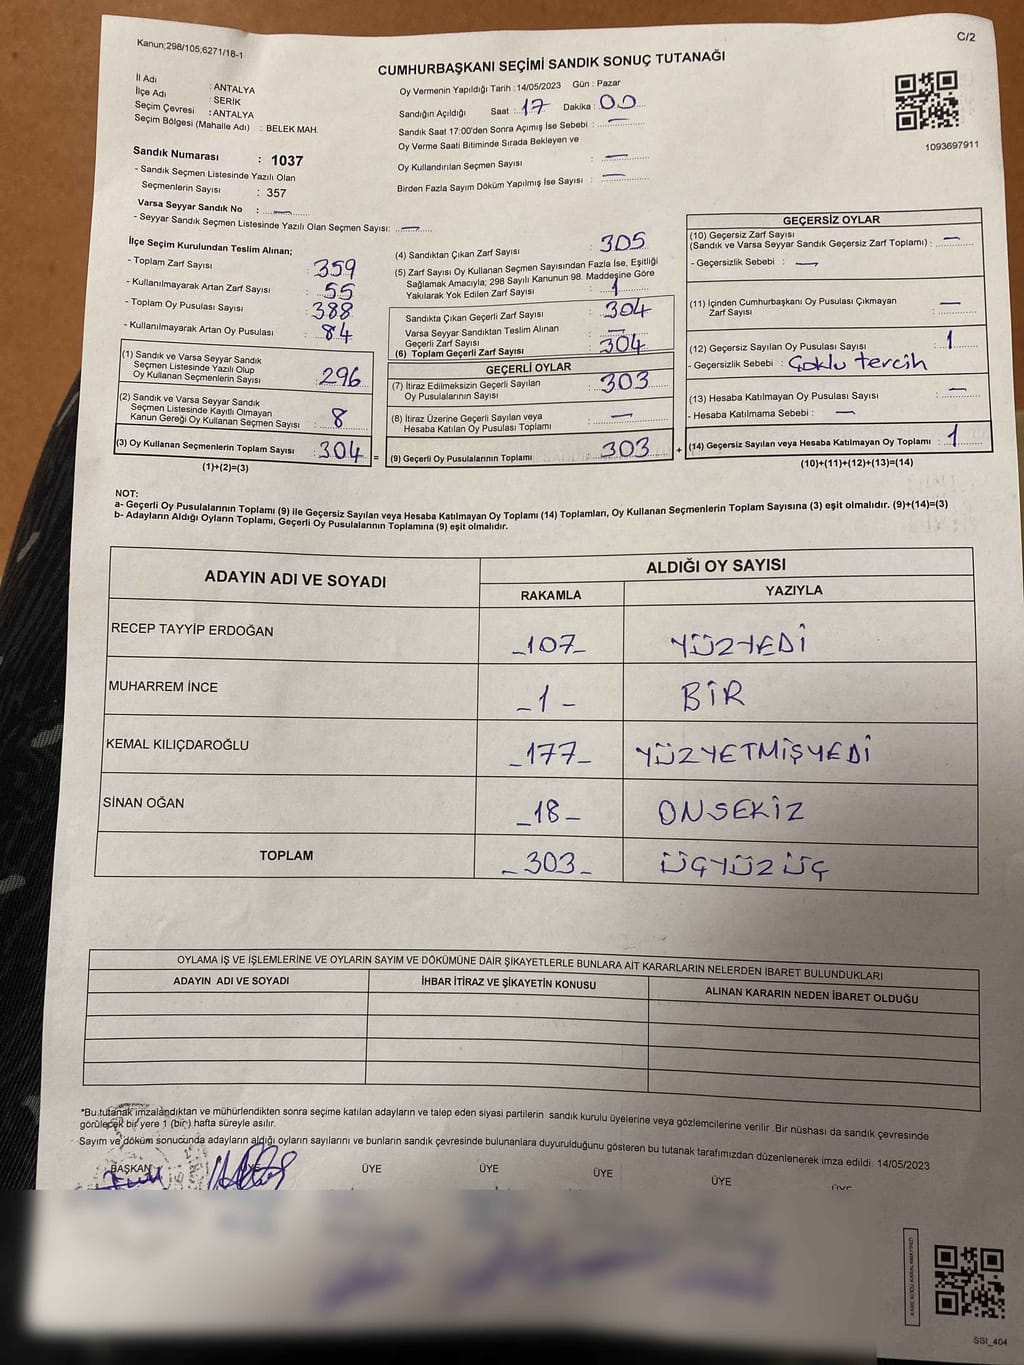 Kanun;298/105;6271/18-1
C/2
CUMHURBAŞKANI SEÇİMİ SANDIK SONUÇ TUTANAĞI
İl Adı : ANTALYA
İlçe Adı : SERİK
Seçim Çevresi : ANTALYA
Seçim Bölgesi (Mahalle Adı) : BELEK MAH.
Oy Vermenin Yapıldığı Tarih : 14/05/2023 Gün : Pazar
Sandığın Açıldığı Saat : 17 Dakika : 00
Sandık Saat 17:00'den Sonra Açımış İse Sebebi : —
Oy Verme Saati Bitiminde Sırada Bekleyen ve
Oy Kullandırılan Seçmen Sayısı : —
Birden Fazla Sayım Döküm Yapılmış İse Sayısı : —
1093697911
Sandık Numarası : 1037
- Sandık Seçmen Listesinde Yazılı Olan
Seçmenlerin Sayısı : 357
Varsa Seyyar Sandık No : —
- Seyyar Sandık Seçmen Listesinde Yazılı Olan Seçmen Sayısı: —
İlçe Seçim Kurulundan Teslim Alınan;
- Toplam Zarf Sayısı : 359
- Kullanılmayarak Artan Zarf Sayısı : 55
- Toplam Oy Pusulası Sayısı : 388
- Kullanılmayarak Artan Oy Pusulası : 84
(1) Sandık ve Varsa Seyyar Sandık
Seçmen Listesinde Yazılı Olup
Oy Kullanan Seçmenlerin Sayısı : 296
(2) Sandık ve Varsa Seyyar Sandık
Seçmen Listesinde Kayıtlı Olmayan
Kanun Gereği Oy Kullanan Seçmen Sayısı : 8
(3) Oy Kullanan Seçmenlerin Toplam Sayısı : 304 =
(1)+(2)=(3)
(4) Sandıktan Çıkan Zarf Sayısı : 305
(5) Zarf Sayısı Oy Kullanan Seçmen Sayısından Fazla İse, Eşitliği
Sağlamak Amacıyla; 298 Sayılı Kanunun 98. Maddesine Göre
Yakılarak Yok Edilen Zarf Sayısı : 1
Sandıkta Çıkan Geçerli Zarf Sayısı : 304
Varsa Seyyar Sandıktan Teslim Alınan
Geçerli Zarf Sayısı : —
(6) Toplam Geçerli Zarf Sayısı : 304
GEÇERLİ OYLAR
(7) İtiraz Edilmeksizin Geçerli Sayılan
Oy Pusulalarının Sayısı : 303
(8) İtiraz Üzerine Geçerli Sayılan veya
Hesaba Katılan Oy Pusulası Toplamı : —
(9) Geçerli Oy Pusulalarının Toplamı : 303 +
GEÇERSİZ OYLAR
(10) Geçersiz Zarf Sayısı
(Sandık ve Varsa Seyyar Sandık Geçersiz Zarf Toplamı) : —
- Geçersizlik Sebebi : —
(11) İçinden Cumhurbaşkanı Oy Pusulası Çıkmayan
Zarf Sayısı : —
(12) Geçersiz Sayılan Oy Pusulası Sayısı : 1
- Geçersizlik Sebebi : Çoklu tercih
(13) Hesaba Katılmayan Oy Pusulası Sayısı : —
- Hesaba Katılmama Sebebi : —
(14) Geçersiz Sayılan veya Hesaba Katılmayan Oy Toplamı : 1
(10)+(11)+(12)+(13)=(14)
NOT:
a- Geçerli Oy Pusulalarının Toplamı (9) ile Geçersiz Sayılan veya Hesaba Katılmayan Oy Toplamı (14) Toplamları, Oy Kullanan Seçmenlerin Toplam Sayısına (3) eşit olmalıdır. (9)+(14)=(3)
b- Adayların Aldığı Oyların Toplamı, Geçerli Oy Pusulalarının Toplamına (9) eşit olmalıdır.
ADAYIN ADI VE SOYADI
ALDIĞI OY SAYISI
RAKAMLA YAZIYLA
RECEP TAYYİP ERDOĞAN -107- YÜZYEDİ
MUHARREM İNCE -1- BİR
KEMAL KILIÇDAROĞLU -177- YÜZYETMİŞYEDİ
SİNAN OĞAN -18- ONSEKİZ
TOPLAM -303- ÜÇYÜZÜÇ
OYLAMA İŞ VE İŞLEMLERİNE VE OYLARIN SAYIM VE DÖKÜMÜNE DAİR ŞİKAYETLERLE BUNLARA AİT KARARLARIN NELERDEN İBARET BULUNDUKLARI
ADAYIN ADI VE SOYADI İHBAR İTİRAZ VE ŞİKAYETİN KONUSU ALINAN KARARIN NEDEN İBARET OLDUĞU
*Bu tutanak imzalandıktan ve mühürlendikten sonra seçime katılan adayların ve talep eden siyasi partilerin sandık kurulu üyelerine veya gözlemcilerine verilir .Bir nüshası da sandık çevresinde
görülecek bir yere 1 (bir) hafta süreyle asılır.
Sayım ve döküm sonucunda adayların aldığı oyların sayılarını ve bunların sandık çevresinde bulunanlara duyurulduğunu gösteren bu tutanak tarafımızdan düzenlenerek imza edildi. 14/05/2023
BAŞKAN ÜYE ÜYE ÜYE ÜYE ÜYE ÜYE
SSI_404